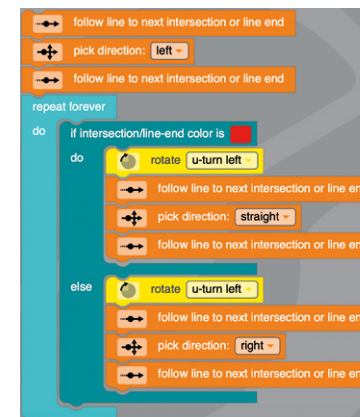 follow line to next intersection or line end
pick direction: left
follow line to next intersection or line end
repeat forever
do if intersection/line-end color is
do rotate u-turn left
follow line to next intersection or line en
pick direction: straight
follow line to next intersection or line en
else rotate u-turn left
follow line to next intersection or line en
pick direction: right
follow line to next intersection or line en